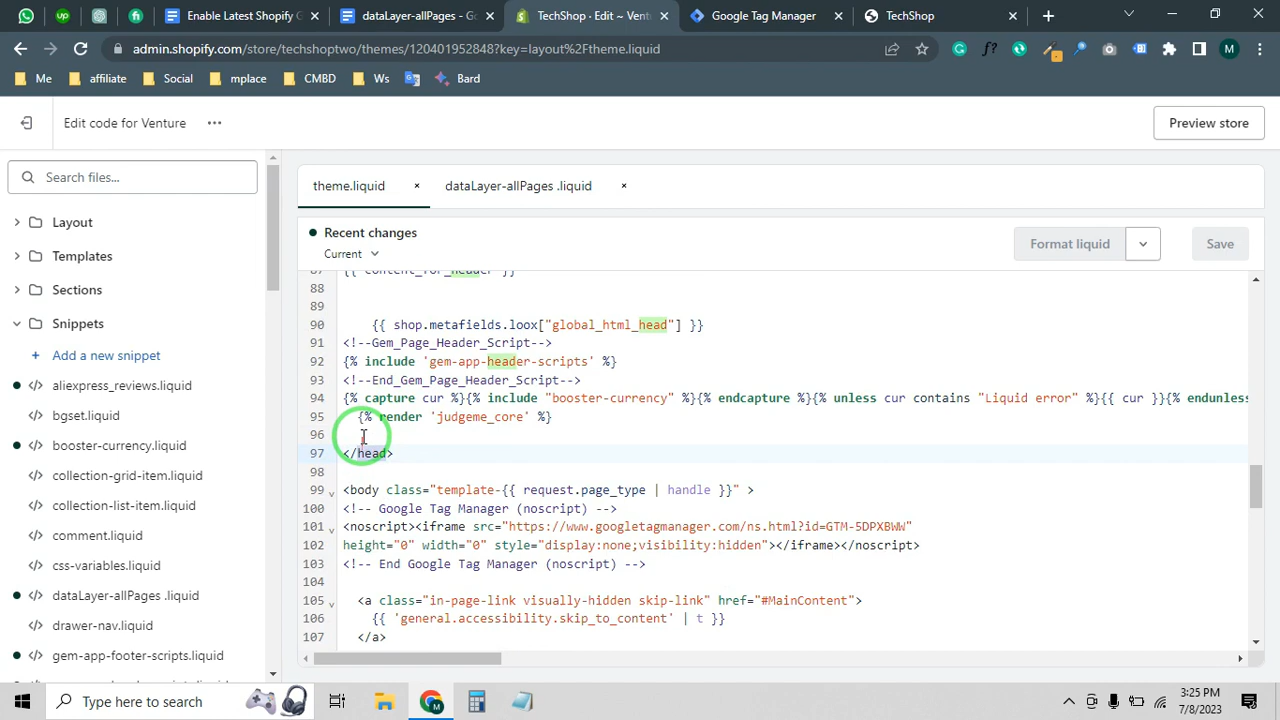 Enable Latest Shopify G
dataLayer-allPages - Go
TechShop · Edit ~ Vent
Google Tag Manager
TechShop
admin.shopify.com/store/techshoptwo/themes/120401952848?key=layout%2Ftheme.liquid
M
Me
affiliate
Social
mplace
CMBD
Ws
Bard
Edit code for Venture
Preview store
Search files...
theme.liquid
dataLayer-allPages .liquid
Layout
Recent changes
Current
Format liquid
Save
Templates
Sections
Snippets
Add a new snippet
aliexpress_reviews.liquid
bgset.liquid
booster-currency.liquid
collection-grid-item.liquid
collection-list-item.liquid
comment.liquid
css-variables.liquid
dataLayer-allPages .liquid
drawer-nav.liquid
gem-app-footer-scripts.liquid
87 {{ content_for_header }}
88
89
90 {{ shop.metafields.loox["global_html_head"] }}
91 <!--Gem_Page_Header_Script-->
92 {% include 'gem-app-header-scripts' %}
93 <!--End_Gem_Page_Header_Script-->
94 {% capture cur %}{% include "booster-currency" %}{% endcapture %}{% unless cur contains "Liquid error" %}{{ cur }}{% endunless
95 {% render 'judgeme_core' %}
96
97 </head>
98
99 <body class="template-{{ request.page_type | handle }}" >
100 <!-- Google Tag Manager (noscript) -->
101 <noscript><iframe src="https://www.googletagmanager.com/ns.html?id=GTM-5DPXBWW"
102 height="0" width="0" style="display:none;visibility:hidden"></iframe></noscript>
103 <!-- End Google Tag Manager (noscript) -->
104
105 <a class="in-page-link visually-hidden skip-link" href="#MainContent">
106 {{ 'general.accessibility.skip_to_content' | t }}
107 </a>
Type here to search
3:25 PM
7/8/2023